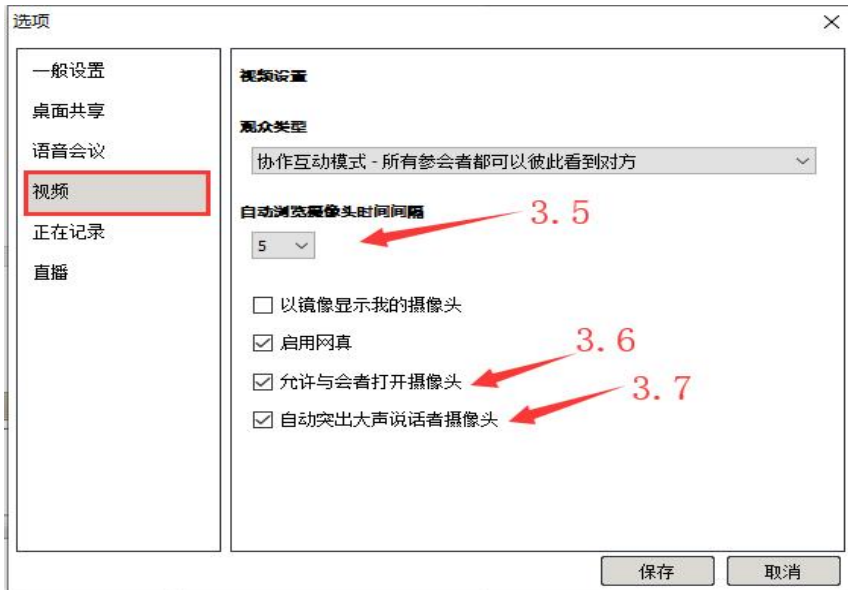 选项
一般设置
桌面共享
语音会议
视频
正在记录
直播
视频设置
观众类型
协作互动模式 - 所有参会者都可以彼此看到对方
自动浏览摄像头时间间隔
3.5
5
以镜像显示我的摄像头
启用网真
3.6
允许与会者打开摄像头
3.7
自动突出大声说话者摄像头
保存
取消